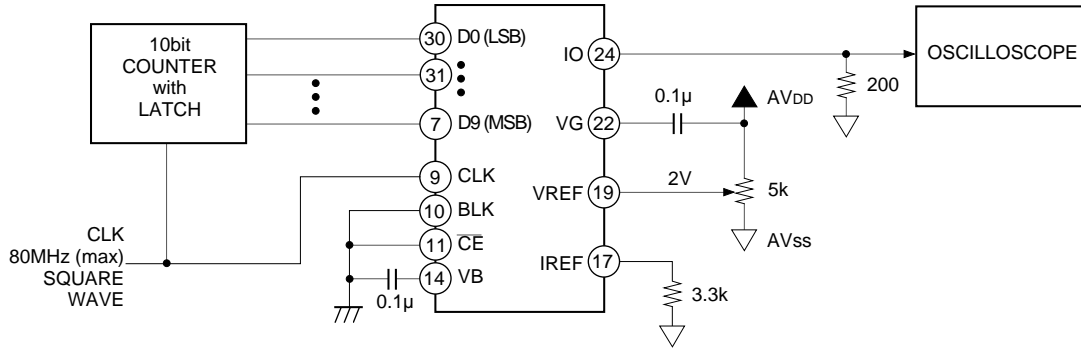 10bit
COUNTER
with
LATCH
30 D0 (LSB)
31
7 D9 (MSB)
9 CLK
10 BLK
11 CE
14 VB
0.1μ
CLK
80MHz (max)
SQUARE
WAVE
IO 24
VG 22
VREF 19
IREF 17
0.1μ
AVDD
2V
5k
AVSS
3.3k
200
OSCILLOSCOPE